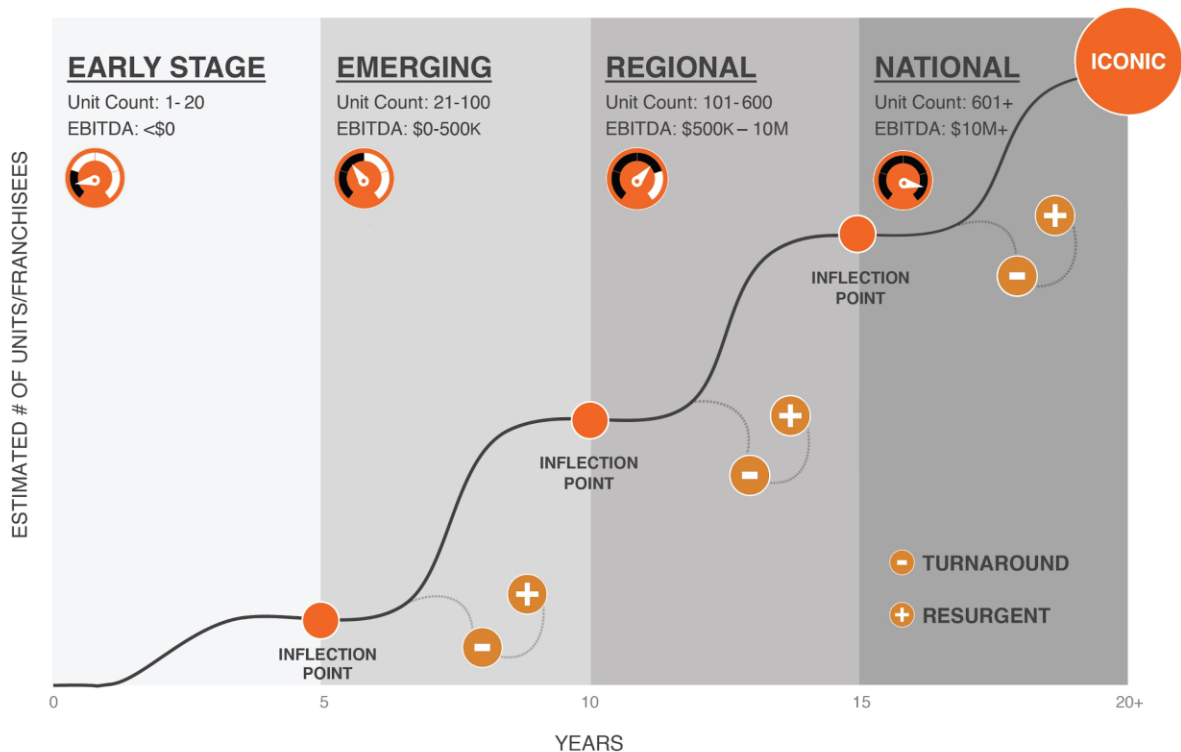 EARLY STAGE
Unit Count: 1-20
EBITDA: <$0
EMERGING
Unit Count: 21-100
EBITDA: $0-500K
REGIONAL
Unit Count: 101-600
EBITDA: $500K – 10M
NATIONAL
Unit Count: 601+
EBITDA: $10M+
ICONIC
ESTIMATED # OF UNITS/FRANCHISEES
INFLECTION
POINT
INFLECTION
POINT
INFLECTION
POINT
- TURNAROUND
+ RESURGENT
0
5
10
15
20+
YEARS